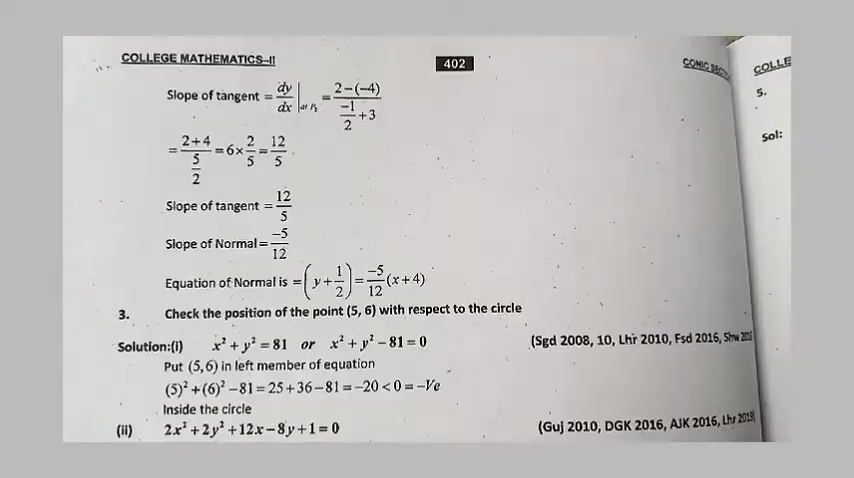 COLLEGE MATHEMATICS–II 402 CONIC SEC
Slope of tangent = dy/dx |at P₂ = (2-(-4))/((-1/2)+3)
= (2+4)/(5/2) = 6×2/5 = 12/5
Slope of tangent = 12/5
Slope of Normal = -5/12
Equation of Normal is = (y+1/2) = -5/12 (x+4)
3. Check the position of the point (5, 6) with respect to the circle
Solution:(i) x² + y² = 81 or x² + y² – 81 = 0 (Sgd 2008, 10, Lhr 2010, Fsd 2016, Shw
Put (5,6) in left member of equation
(5)² + (6)² – 81 = 25 + 36 – 81 = –20 < 0 = –Ve
Inside the circle
(ii) 2x² + 2y² + 12x – 8y + 1 = 0 (Guj 2010, DGK 2016, AJK 2016, Lhr
COLLE
5.
Sol: